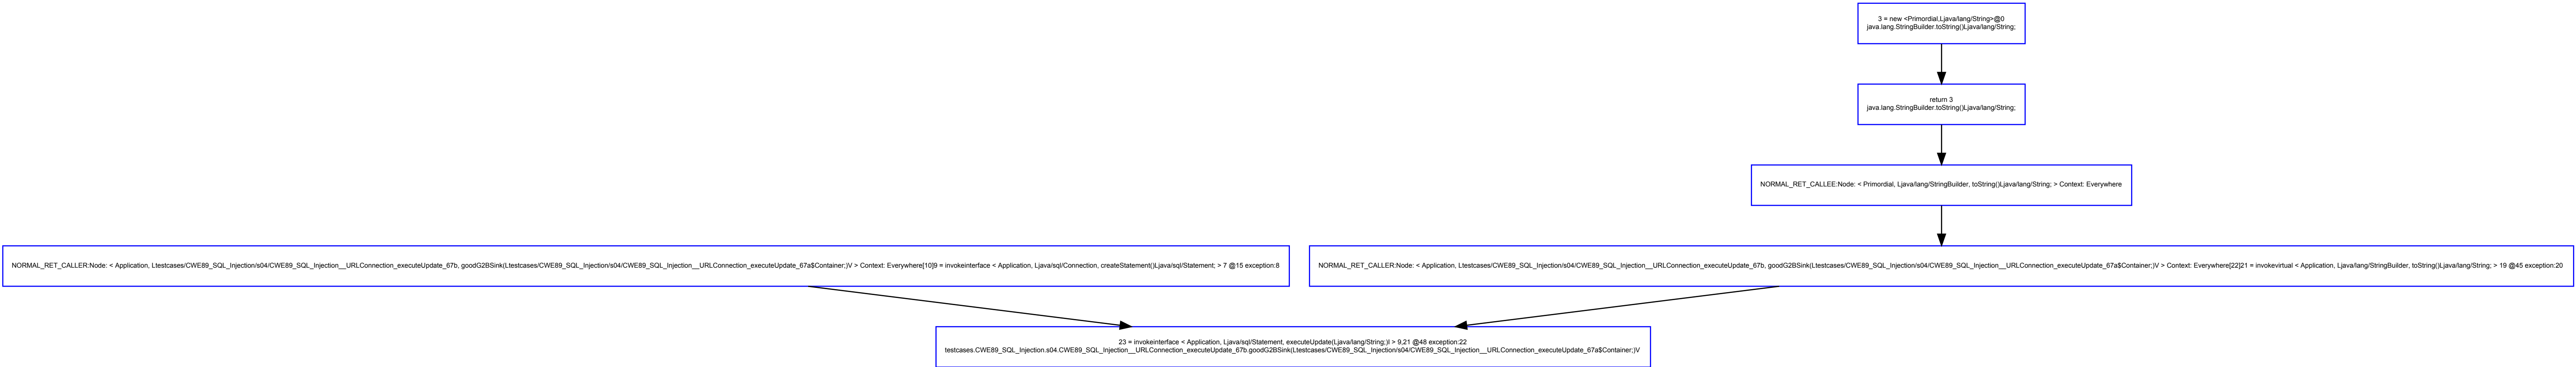 3 = new <Primordial,Ljava/lang/String>@0
java.lang.StringBuilder.toString()Ljava/lang/String;
return 3
java.lang.StringBuilder.toString()Ljava/lang/String;
NORMAL_RET_CALLEE:Node: < Primordial, Ljava/lang/StringBuilder, toString()Ljava/lang/String; > Context: Everywhere
NORMAL_RET_CALLER:Node: < Application, Ltestcases/CWE89_SQL_Injection/s04/CWE89_SQL_Injection__URLConnection_executeUpdate_67b, goodG2BSink(Ltestcases/CWE89_SQL_Injection/s04/CWE89_SQL_Injection__URLConnection_executeUpdate_67a$Container;)V > Context: Everywhere[10]9 = invokeinterface < Application, Ljava/sql/Connection, createStatement()Ljava/sql/Statement; > 7 @15 exception:8
NORMAL_RET_CALLER:Node: < Application, Ltestcases/CWE89_SQL_Injection/s04/CWE89_SQL_Injection__URLConnection_executeUpdate_67b, goodG2BSink(Ltestcases/CWE89_SQL_Injection/s04/CWE89_SQL_Injection__URLConnection_executeUpdate_67a$Container;)V > Context: Everywhere[22]21 = invokevirtual < Application, Ljava/lang/StringBuilder, toString()Ljava/lang/String; > 19 @45 exception:20
23 = invokeinterface < Application, Ljava/sql/Statement, executeUpdate(Ljava/lang/String;)I > 9,21 @48 exception:22
testcases.CWE89_SQL_Injection.s04.CWE89_SQL_Injection__URLConnection_executeUpdate_67b.goodG2BSink(Ltestcases/CWE89_SQL_Injection/s04/CWE89_SQL_Injection__URLConnection_executeUpdate_67a$Container;)V